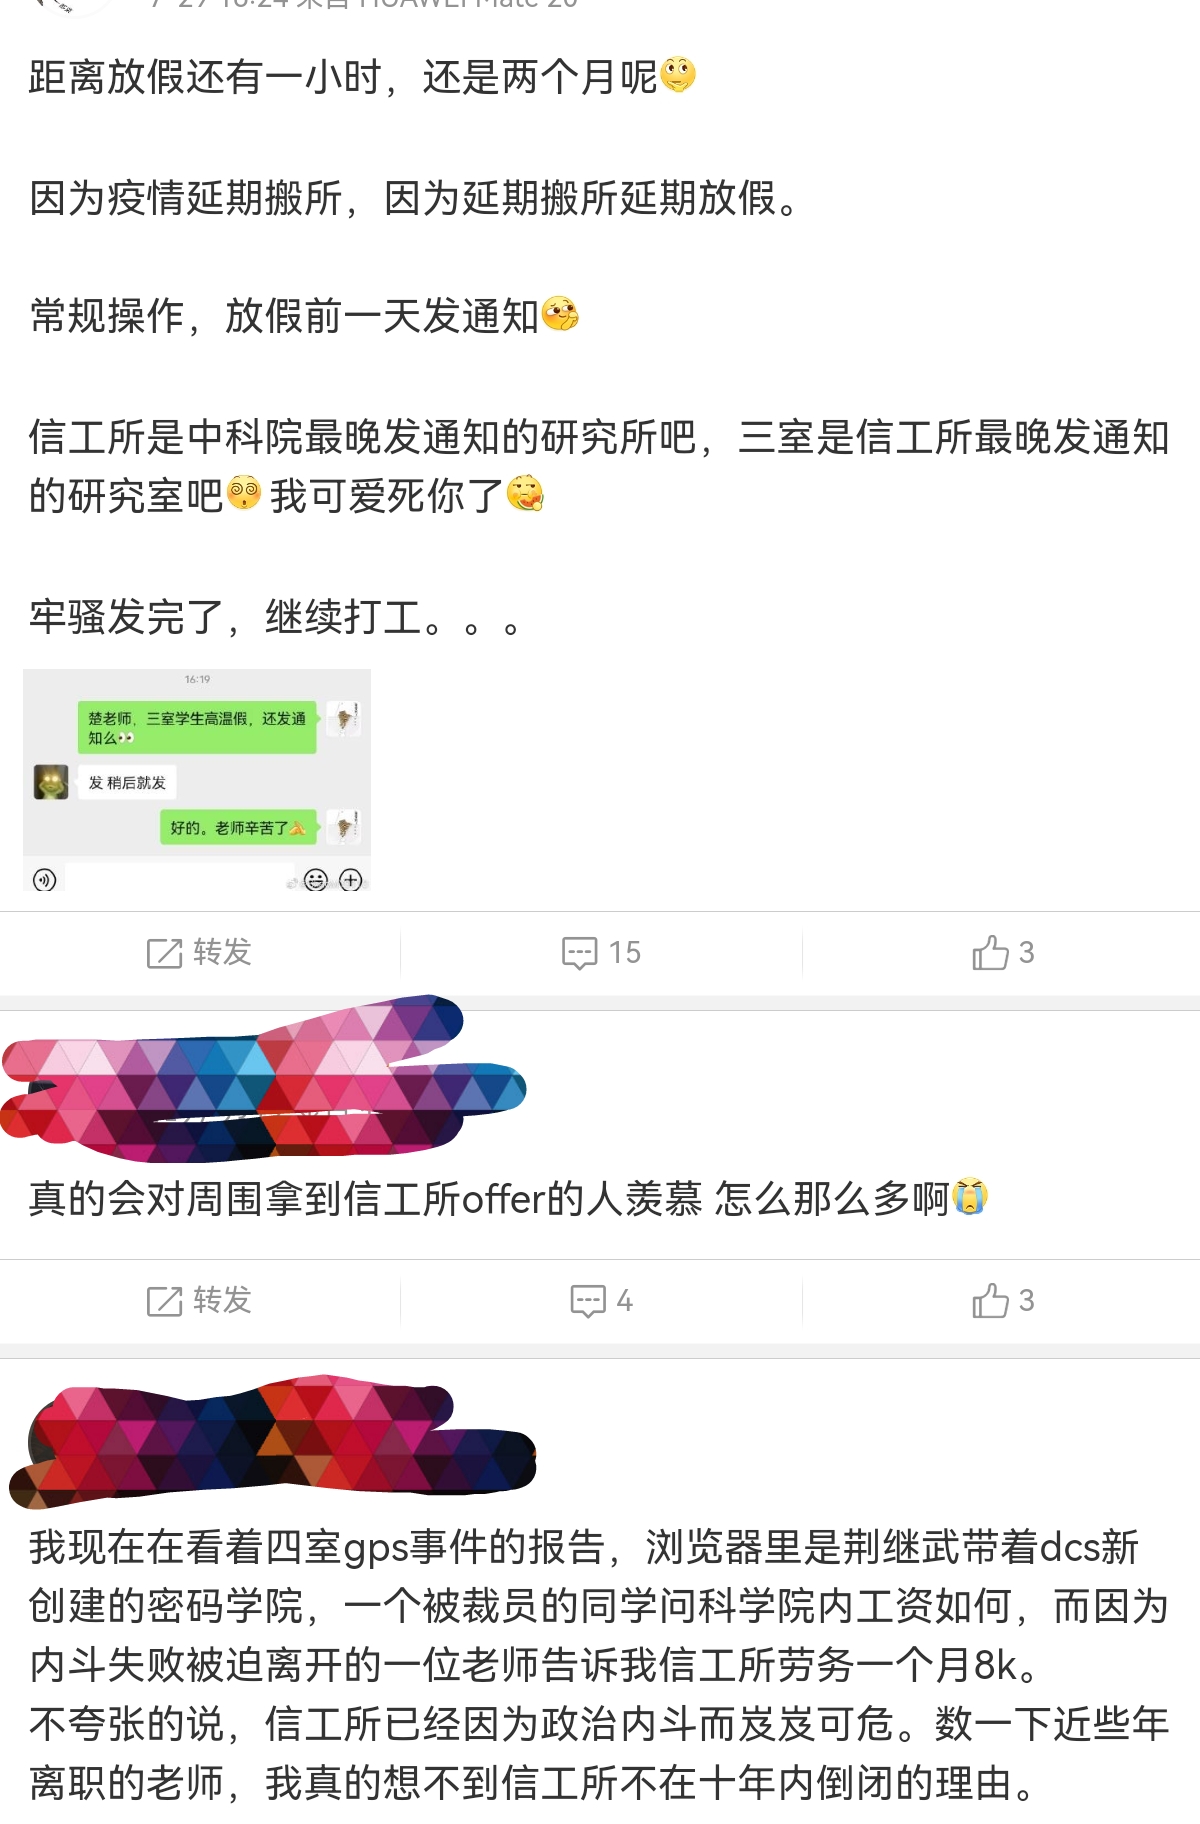 7-29 16:24 来自 HUAWEI Mate 20
距离放假还有一小时，还是两个月呢
因为疫情延期搬所，因为延期搬所延期放假。
常规操作，放假前一天发通知
信工所是中科院最晚发通知的研究所吧，三室是信工所最晚发通知
的研究室吧 我可爱死你了
牢骚发完了，继续打工。。。
16:19
楚老师，三室学生高温假，还发通
知么
发 稍后就发
好的。老师辛苦了
转发
15
3
真的会对周围拿到信工所offer的人羡慕 怎么那么多啊
转发
4
3
我现在在看着四室gps事件的报告，浏览器里是荆继武带着dcs新
创建的密码学院，一个被裁员的同学问科学院内工资如何，而因为
内斗失败被迫离开的一位老师告诉我信工所劳务一个月8k。
不夸张的说，信工所已经因为政治内斗而岌岌可危。数一下近些年
离职的老师，我真的想不到信工所不在十年内倒闭的理由。